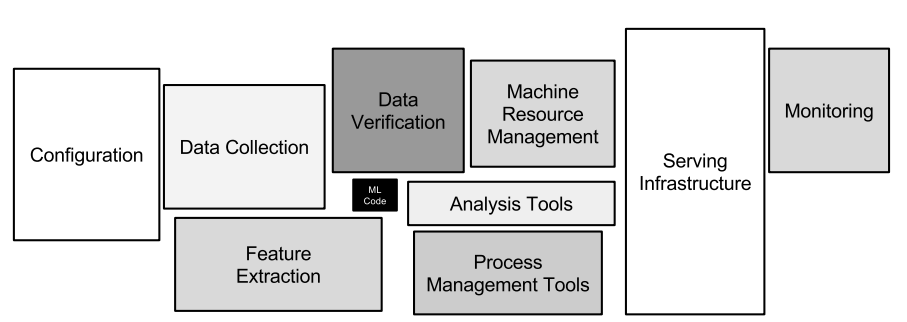 Configuration
Data Collection
Data
Verification
Machine
Resource
Management
Serving
Infrastructure
Monitoring
ML
Code
Analysis Tools
Feature
Extraction
Process
Management Tools